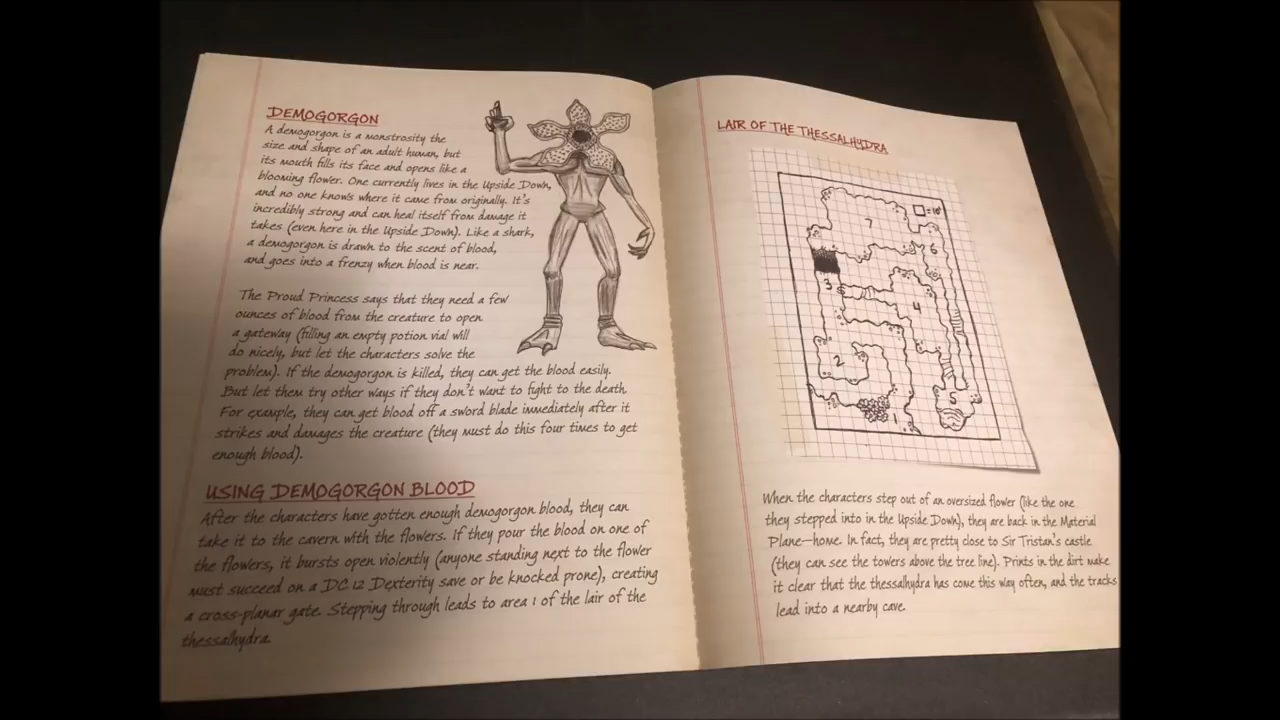 DEMOGORGON
A demogorgon is a monstrosity the
size and shape of an adult human, but
its mouth fills its face and opens like a
blooming flower. One currently lives in the Upside Down,
and no one knows where it came from originally. It's
incredibly strong and can heal itself from damage it
takes (even here in the Upside Down). Like a shark,
a demogorgon is drawn to the scent of blood,
and goes into a frenzy when blood is near.
The Proud Princess says that they need a few
ounces of blood from the creature to open
a gateway (filling an empty potion vial will
do nicely, but let the characters solve the
problem). If the demogorgon is killed, they can get the blood easily.
But let them try other ways if they don't want to fight to the death.
For example, they can get blood off a sword blade immediately after it
strikes and damages the creature (they must do this four times to get
enough blood).
USING DEMOGORGON BLOOD
After the characters have gotten enough demogorgon blood, they can
take it to the cavern with the flowers. If they pour the blood on one of
the flowers, it bursts open violently (anyone standing next to the flower
must succeed on a DC 12 Dexterity save or be knocked prone), creating
a cross-planar gate. Stepping through leads to area 1 of the lair of the
thessalhydra.
LAIR OF THE THESSALHYDRA
=10'
7
6
3
4
2
5
1
When the characters step out of an oversized flower (like the one
they stepped into in the Upside Down), they are back in the Material
Plane—home. In fact, they are pretty close to Sir Tristan's castle
(they can see the towers above the tree line). Prints in the dirt make
it clear that the thessalhydra has come this way often, and the tracks
lead into a nearby cave.